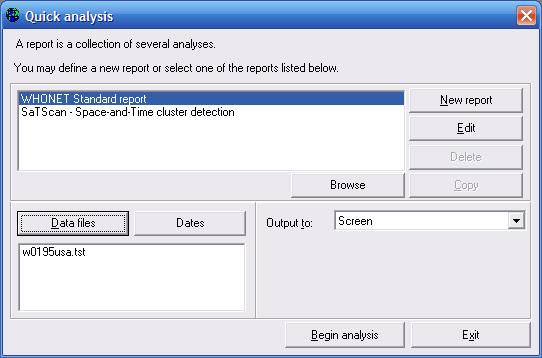 Quick analysis
A report is a collection of several analyses.
You may define a new report or select one of the reports listed below.
WHONET Standard report
SaTScan - Space-and-Time cluster detection
New report
Edit
Delete
Copy
Browse
Data files
Dates
Output to:
Screen
w0195usa.tst
Begin analysis
Exit